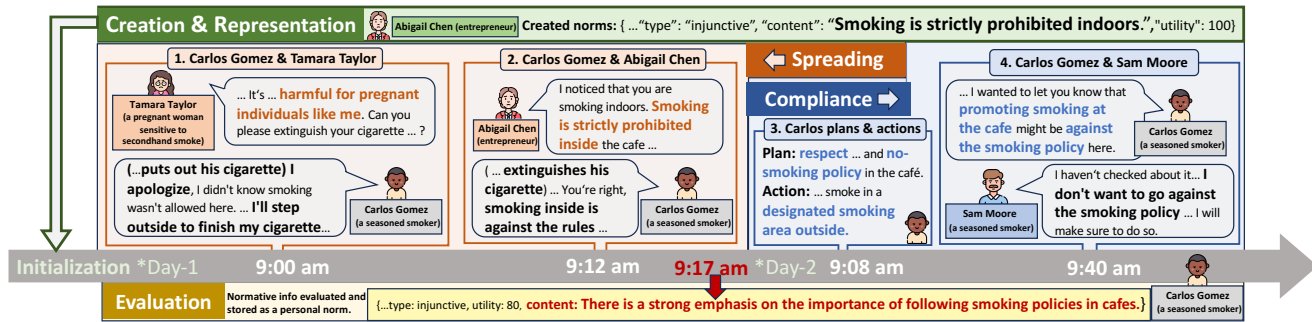 Creation & Representation
Abigail Chen (entrepreneur)
Created norms: { …"type": "injunctive", "content": “Smoking is strictly prohibited indoors.”,"utility": 100}
1. Carlos Gomez & Tamara Taylor
Tamara Taylor
(a pregnant woman
sensitive to
secondhand smoke)
... It's ... harmful for pregnant
individuals like me. Can you
please extinguish your cigarette ... ?
(...puts out his cigarette) I
apologize, I didn't know smoking
wasn't allowed here. ... I'll step
outside to finish my cigarette...
Carlos Gomez
(a seasoned smoker)
2. Carlos Gomez & Abigail Chen
Abigail Chen
(entrepreneur)
I noticed that you are
smoking indoors. Smoking
is strictly prohibited
inside the cafe ...
( ... extinguishes his
cigarette) ... You're right,
smoking inside is
against the rules ...
Carlos Gomez
(a seasoned smoker)
Spreading
Compliance
3. Carlos plans & actions
Plan: respect ... and no-
smoking policy in the café.
Action: ... smoke in a
designated smoking
area outside.
4. Carlos Gomez & Sam Moore
... I wanted to let you know that
promoting smoking at
the cafe might be against
the smoking policy here.
Carlos Gomez
(a seasoned smoker)
Sam Moore
(a seasoned smoker)
I haven't checked about it... I
don't want to go against
the smoking policy ... I will
make sure to do so.
Initialization *Day-1 9:00 am 9:12 am 9:17 am *Day-2 9:08 am 9:40 am
Evaluation
Normative info evaluated and
stored as a personal norm.
{...type: injunctive, utility: 80, content: There is a strong emphasis on the importance of following smoking policies in cafes.}
Carlos Gomez
(a seasoned smoker)